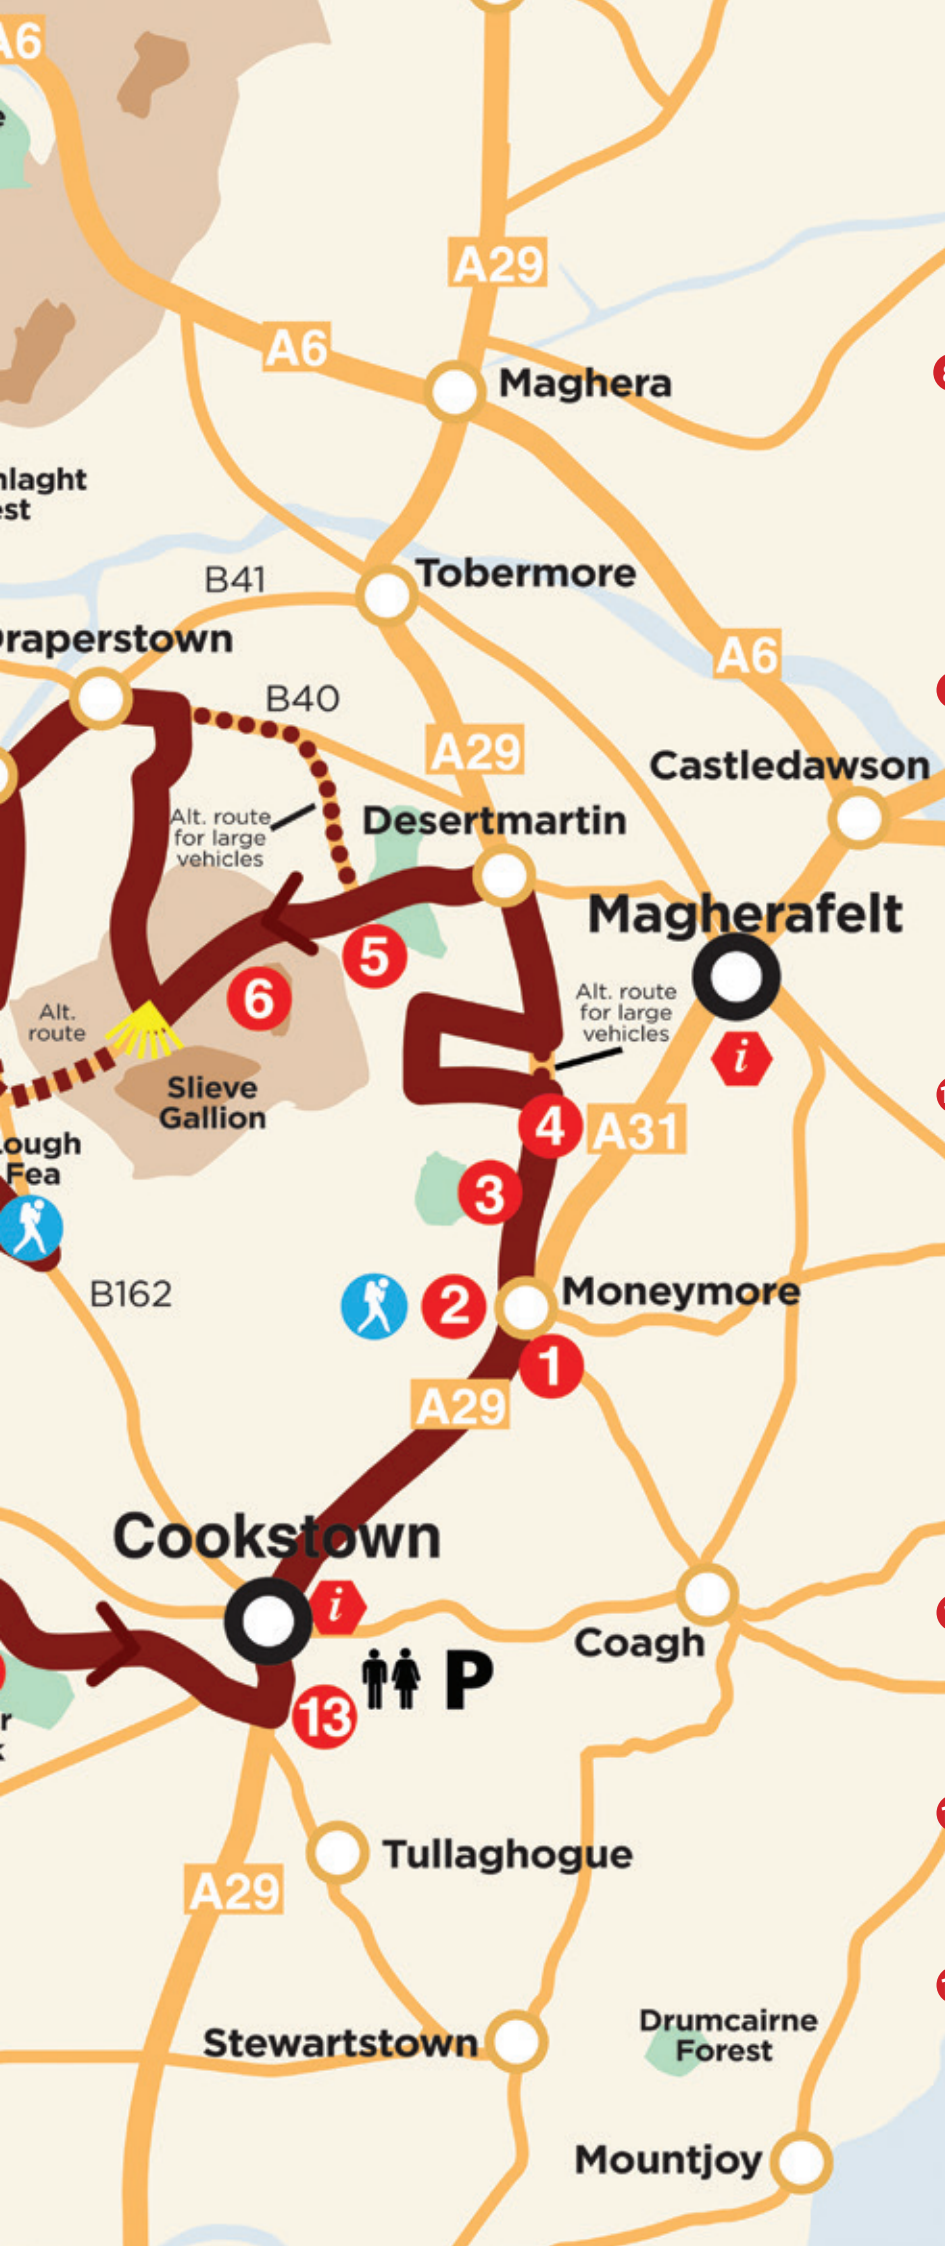 A6
A29
A6
Maghera
B41
Tobermore
A6
B40
A29
Castledawson
Alt. route
for large
vehicles
Desertmartin
Magherafelt
5
6
Alt.
route
Alt. route
for large
vehicles
i
Slieve
Gallion
4
A31
Fea
3
B162
2
Moneymore
1
A29
Cookstown
i
Coagh
P
13
Tullaghogue
A29
Stewartstown
Drumcairne
Forest
Mountjoy